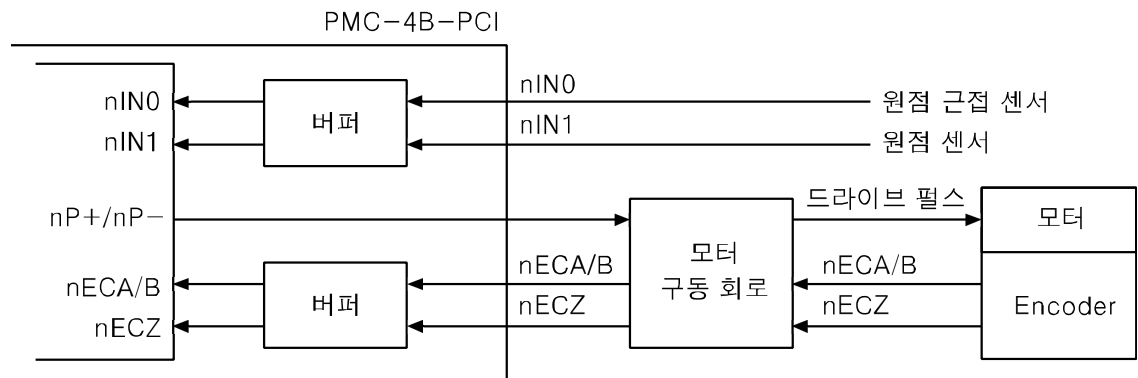 PMC-4B-PCI
nIN0
nIN1
버퍼
nIN0
nIN1
원점 근접 센서
원점 센서
nP+/nP-
드라이브 펄스
모터
nECA/B
nECZ
버퍼
nECA/B
nECZ
모터
구동 회로
nECA/B
nECZ
Encoder